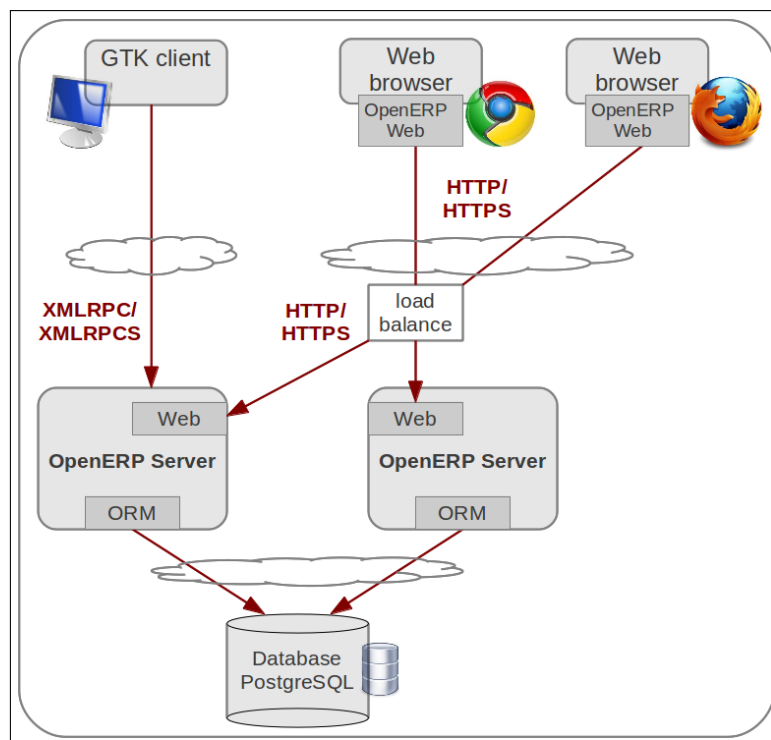 GTK client
Web
browser
OpenERP
Web
Web
browser
OpenERP
Web
HTTP/
HTTPS
XMLRPC/
XMLRPCS
HTTP/
HTTPS
load
balance
Web
OpenERP Server
ORM
Web
OpenERP Server
ORM
Database
PostgreSQL